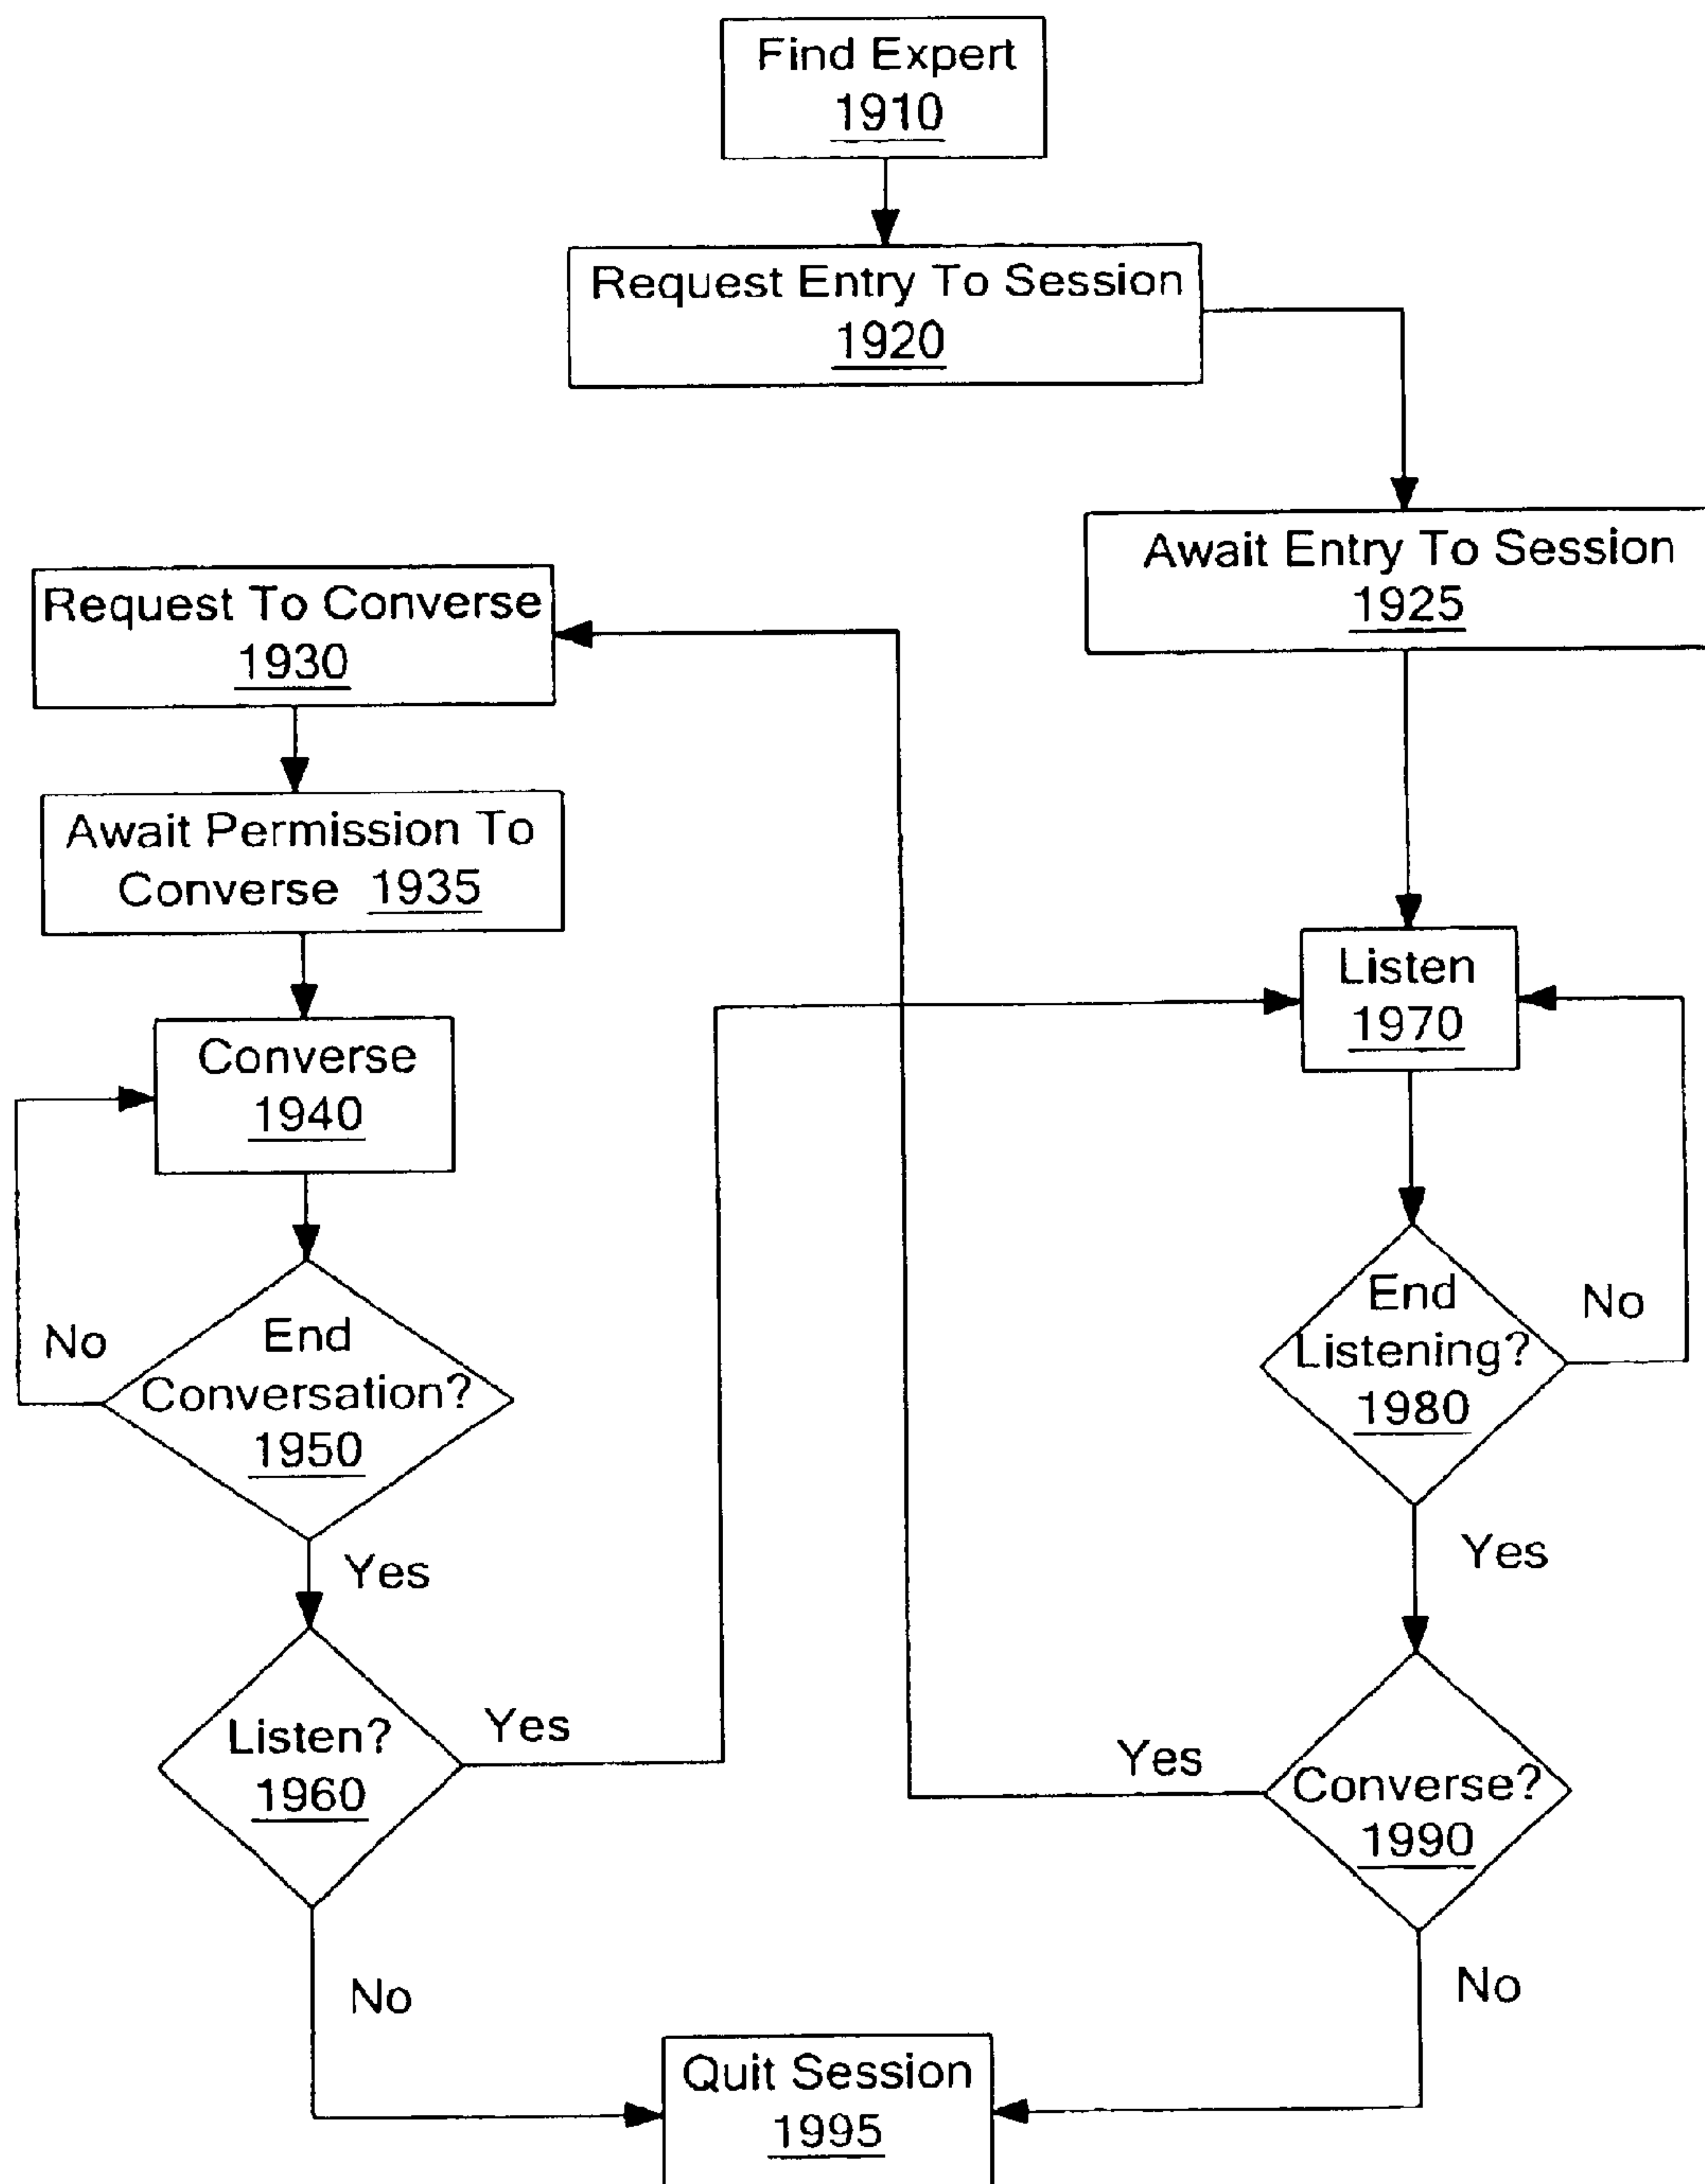 Find Expert
1910
Request Entry To Session
1920
Await Entry To Session
1925
Request To Converse
1930
Await Permission To
Converse 1935
Listen
1970
Converse
1940
End
Listening?
1980
No
End
Conversation?
1950
No
Yes
Yes
Listen?
1960
Yes
Converse?
1990
Yes
No
No
Quit Session
1995